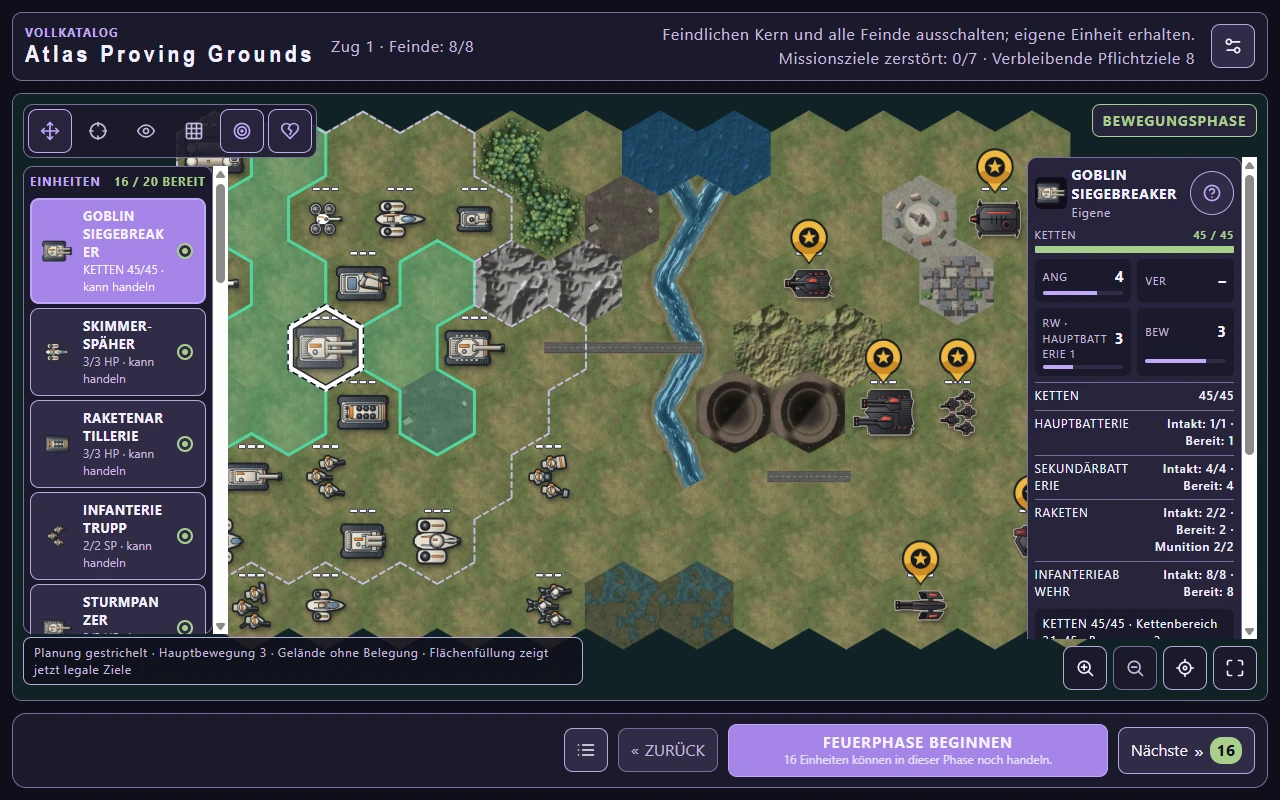 VOLLKATALOG
Atlas Proving Grounds
Zug 1 · Feinde: 8/8
Feindlichen Kern und alle Feinde ausschalten; eigene Einheit erhalten.
Missionsziele zerstört: 0/7 · Verbleibende Pflichtziele 8
BEWEGUNGSPHASE
EINHEITEN 16 / 20 BEREIT
GOBLIN
SIEGEBREAK
ER
KETTEN 45/45 ·
kann handeln
SKIMMER-
SPÄHER
3/3 HP · kann
handeln
RAKETENAR
TILLERIE
3/3 HP · kann
handeln
INFANTERIE
TRUPP
2/2 SP · kann
handeln
STURMPAN
ZER
GOBLIN
SIEGEBREAKER
Eigene
KETTEN 45 / 45
ANG 4
VER –
RW ·
HAUPTBATT
ERIE 1
3
BEW 3
KETTEN 45/45
HAUPTBATTERIE Intakt: 1/1 ·
Bereit: 1
SEKUNDÄRBATT
ERIE
Intakt: 4/4 ·
Bereit: 4
RAKETEN Intakt: 2/2 ·
Bereit: 2 ·
Munition 2/2
INFANTERIEAB
WEHR
Intakt: 8/8 ·
Bereit: 8
KETTEN 45/45 · Kettenbereich
Planung gestrichelt · Hauptbewegung 3 · Gelände ohne Belegung · Flächenfüllung zeigt
jetzt legale Ziele
« ZURÜCK
FEUERPHASE BEGINNEN
16 Einheiten können in dieser Phase noch handeln.
Nächste » 16